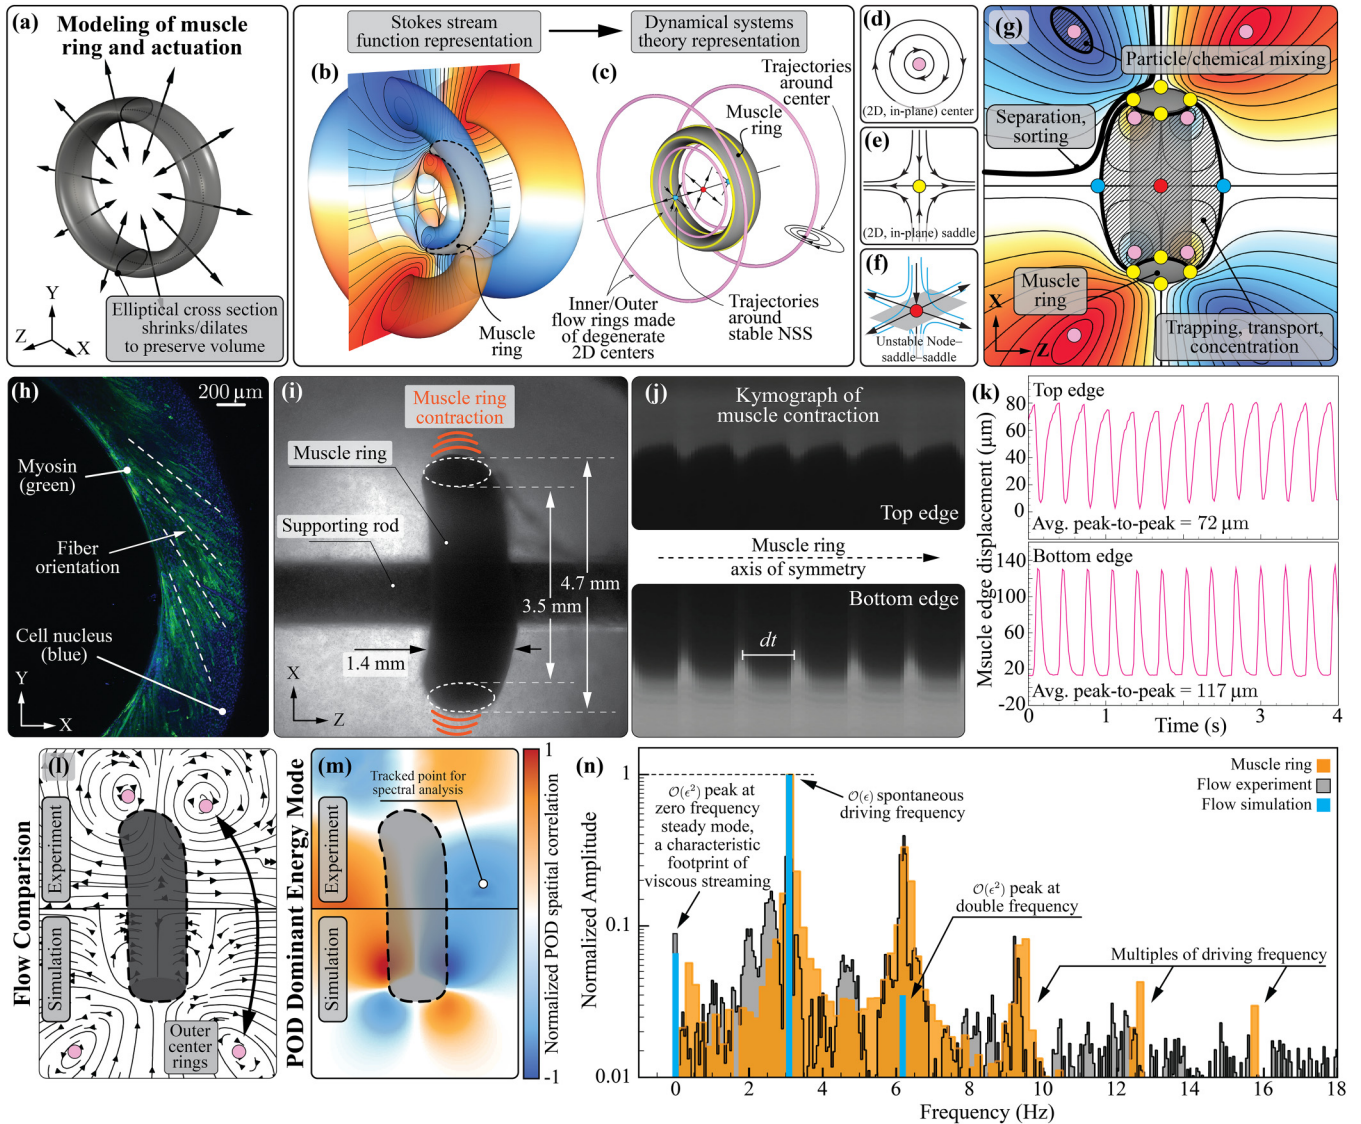 (a) Modeling of muscle
ring and actuation
Elliptical cross section
shrinks/dilates
to preserve volume
Y
Z
X
Stokes stream
function representation
Dynamical systems
theory representation
(b)
Muscle
ring
(c)
Trajectories
around
center
Muscle
ring
Inner/Outer
flow rings made
of degenerate
2D centers
Trajectories
around
stable NSS
(d)
(2D, in-plane) center
(e)
(2D, in-plane) saddle
(f)
Unstable Node–
saddle–saddle
(g)
Particle/chemical mixing
Separation,
sorting
Muscle
ring
X
Z
Trapping, transport,
concentration
(h)
200 μm
Myosin
(green)
Fiber
orientation
Cell nucleus
(blue)
Y
X
(i)
Muscle ring
contraction
Muscle ring
Supporting rod
4.7 mm
3.5 mm
1.4 mm
X
Z
(j)
Kymograph of
muscle contraction
Top edge
Muscle ring
axis of symmetry
Bottom edge
dt
(k)
Top edge
80
60
40
20
0
Avg. peak-to-peak = 72 μm
Bottom edge
140
100
60
20
-20
Avg. peak-to-peak = 117 μm
Msucle edge displacement (μm)
0
1
2
3
4
Time (s)
(l)
Flow Comparison
Experiment
Simulation
Outer
center
rings
(m)
POD Dominant Energy Mode
Experiment
Simulation
Tracked point for
spectral analysis
1
-1
Normalized POD spatital correlation
(n)
Muscle ring
Flow experiment
Flow simulation
𝒪(ϵ²) peak at
zero frequency
steady mode,
a characteristic
footprint of
viscous streaming
𝒪(ϵ) spontaneous
driving frequency
𝒪(ϵ²) peak at
double frequency
Multiples of driving frequency
Normalized Amplitude
1
0.1
0.01
0
2
4
6
8
10
12
14
16
18
Frequency (Hz)